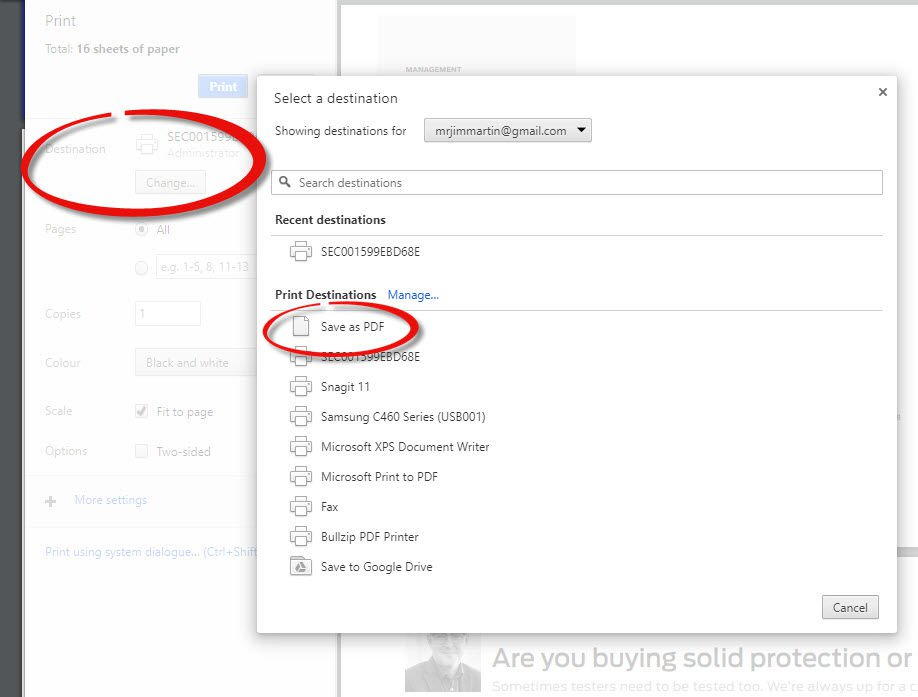 Print
Total: 16 sheets of paper
Print
MANAGEMENT
Select a destination
Showing destinations for mrjimmartin@gmail.com
Destination
SEC001599E
Administrator
Change...
Search destinations
Recent destinations
SEC001599EBD68E
Pages
All
e.g. 1-5, 8, 11-13
Print Destinations Manage...
Copies
1
Save as PDF
SEC001599EBD68E
Colour
Black and white
Snagit 11
Scale
Fit to page
Samsung C460 Series (USB001)
Options
Two-sided
Microsoft XPS Document Writer
Microsoft Print to PDF
More settings
Fax
Bullzip PDF Printer
Print using system dialogue... (Ctrl+Shift
Save to Google Drive
Cancel
Are you buying solid protection or
Sometimes testers need to be tested too. We're always up for a c